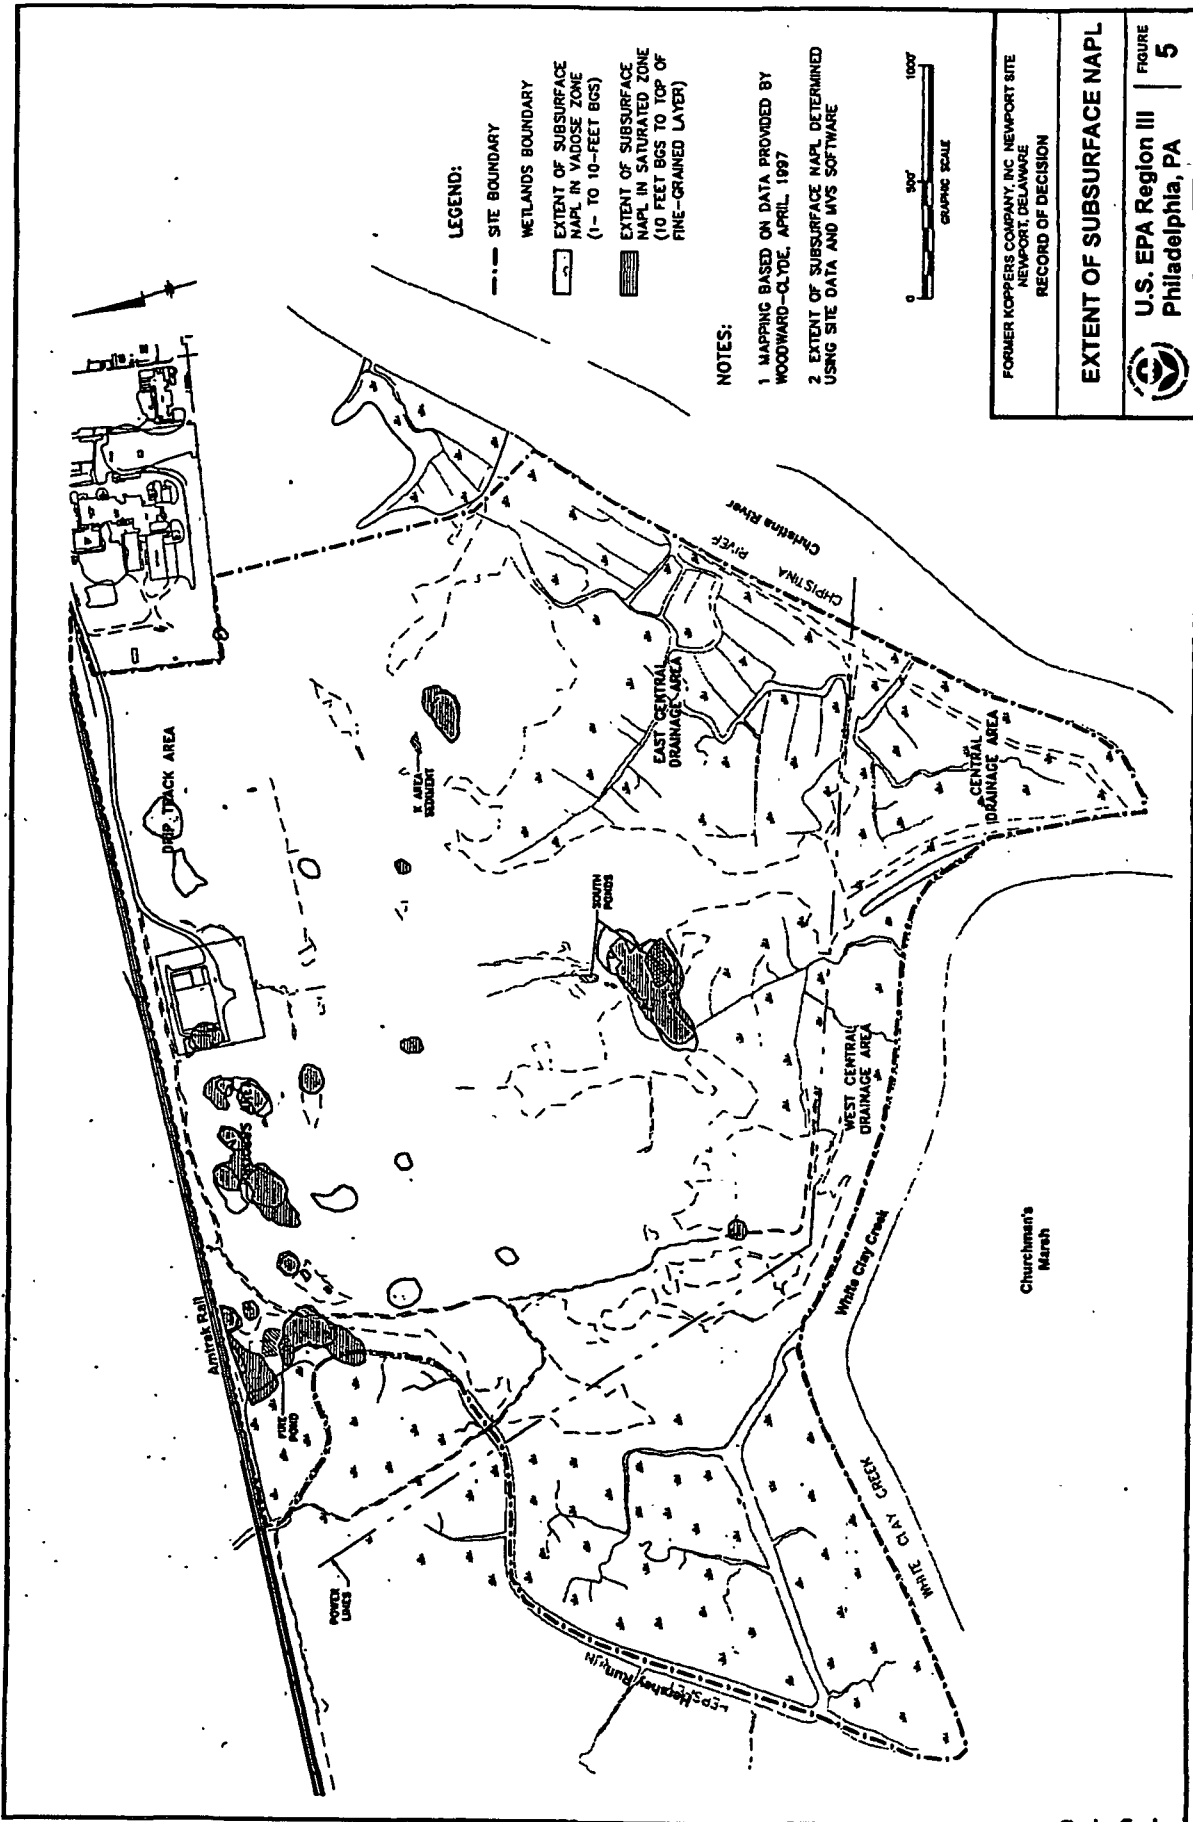 LEGEND:
SITE BOUNDARY
WETLANDS BOUNDARY
EXTENT OF SUBSURFACE
NAPL IN VADOSE ZONE
(1- TO 10-FEET BGS)
EXTENT OF SUBSURFACE
NAPL IN SATURATED ZONE
(10 FEET BGS TO TOP OF
FINE-GRAINED LAYER)
NOTES:
1 MAPPING BASED ON DATA PROVIDED BY
WOODWARD-CLYDE, APRIL, 1997
2 EXTENT OF SUBSURFACE NAPL DETERMINED
USING SITE DATA AND MVS SOFTWARE
0 500' 1000'
GRAPHIC SCALE
FORMER KOPPERS COMPANY, INC NEWPORT SITE
NEWPORT, DELAWARE
RECORD OF DECISION
EXTENT OF SUBSURFACE NAPL
U.S. EPA Region III
Philadelphia, PA
FIGURE
5
Amtrak Rail
DRIP TRACK AREA
K AREA
SEDIMENT
SOUTH
PONDS
FIRE
POND
POWER
LINES
EAST CENTRAL
DRAINAGE AREA
CENTRAL
DRAINAGE AREA
WEST CENTRAL
DRAINAGE AREA
CHRISTINA RIVER
Christina River
White Clay Creek
WHITE CLAY CREEK
Hershey Run
Churchman's
Marsh